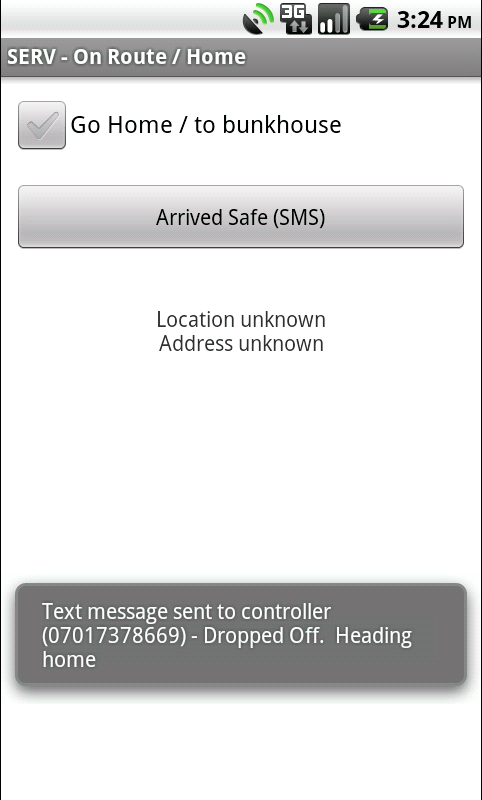 3G 3:24 PM
SERV - On Route / Home
Go Home / to bunkhouse
Arrived Safe (SMS)
Location unknown
Address unknown
Text message sent to controller
(07017378669) - Dropped Off.  Heading
home